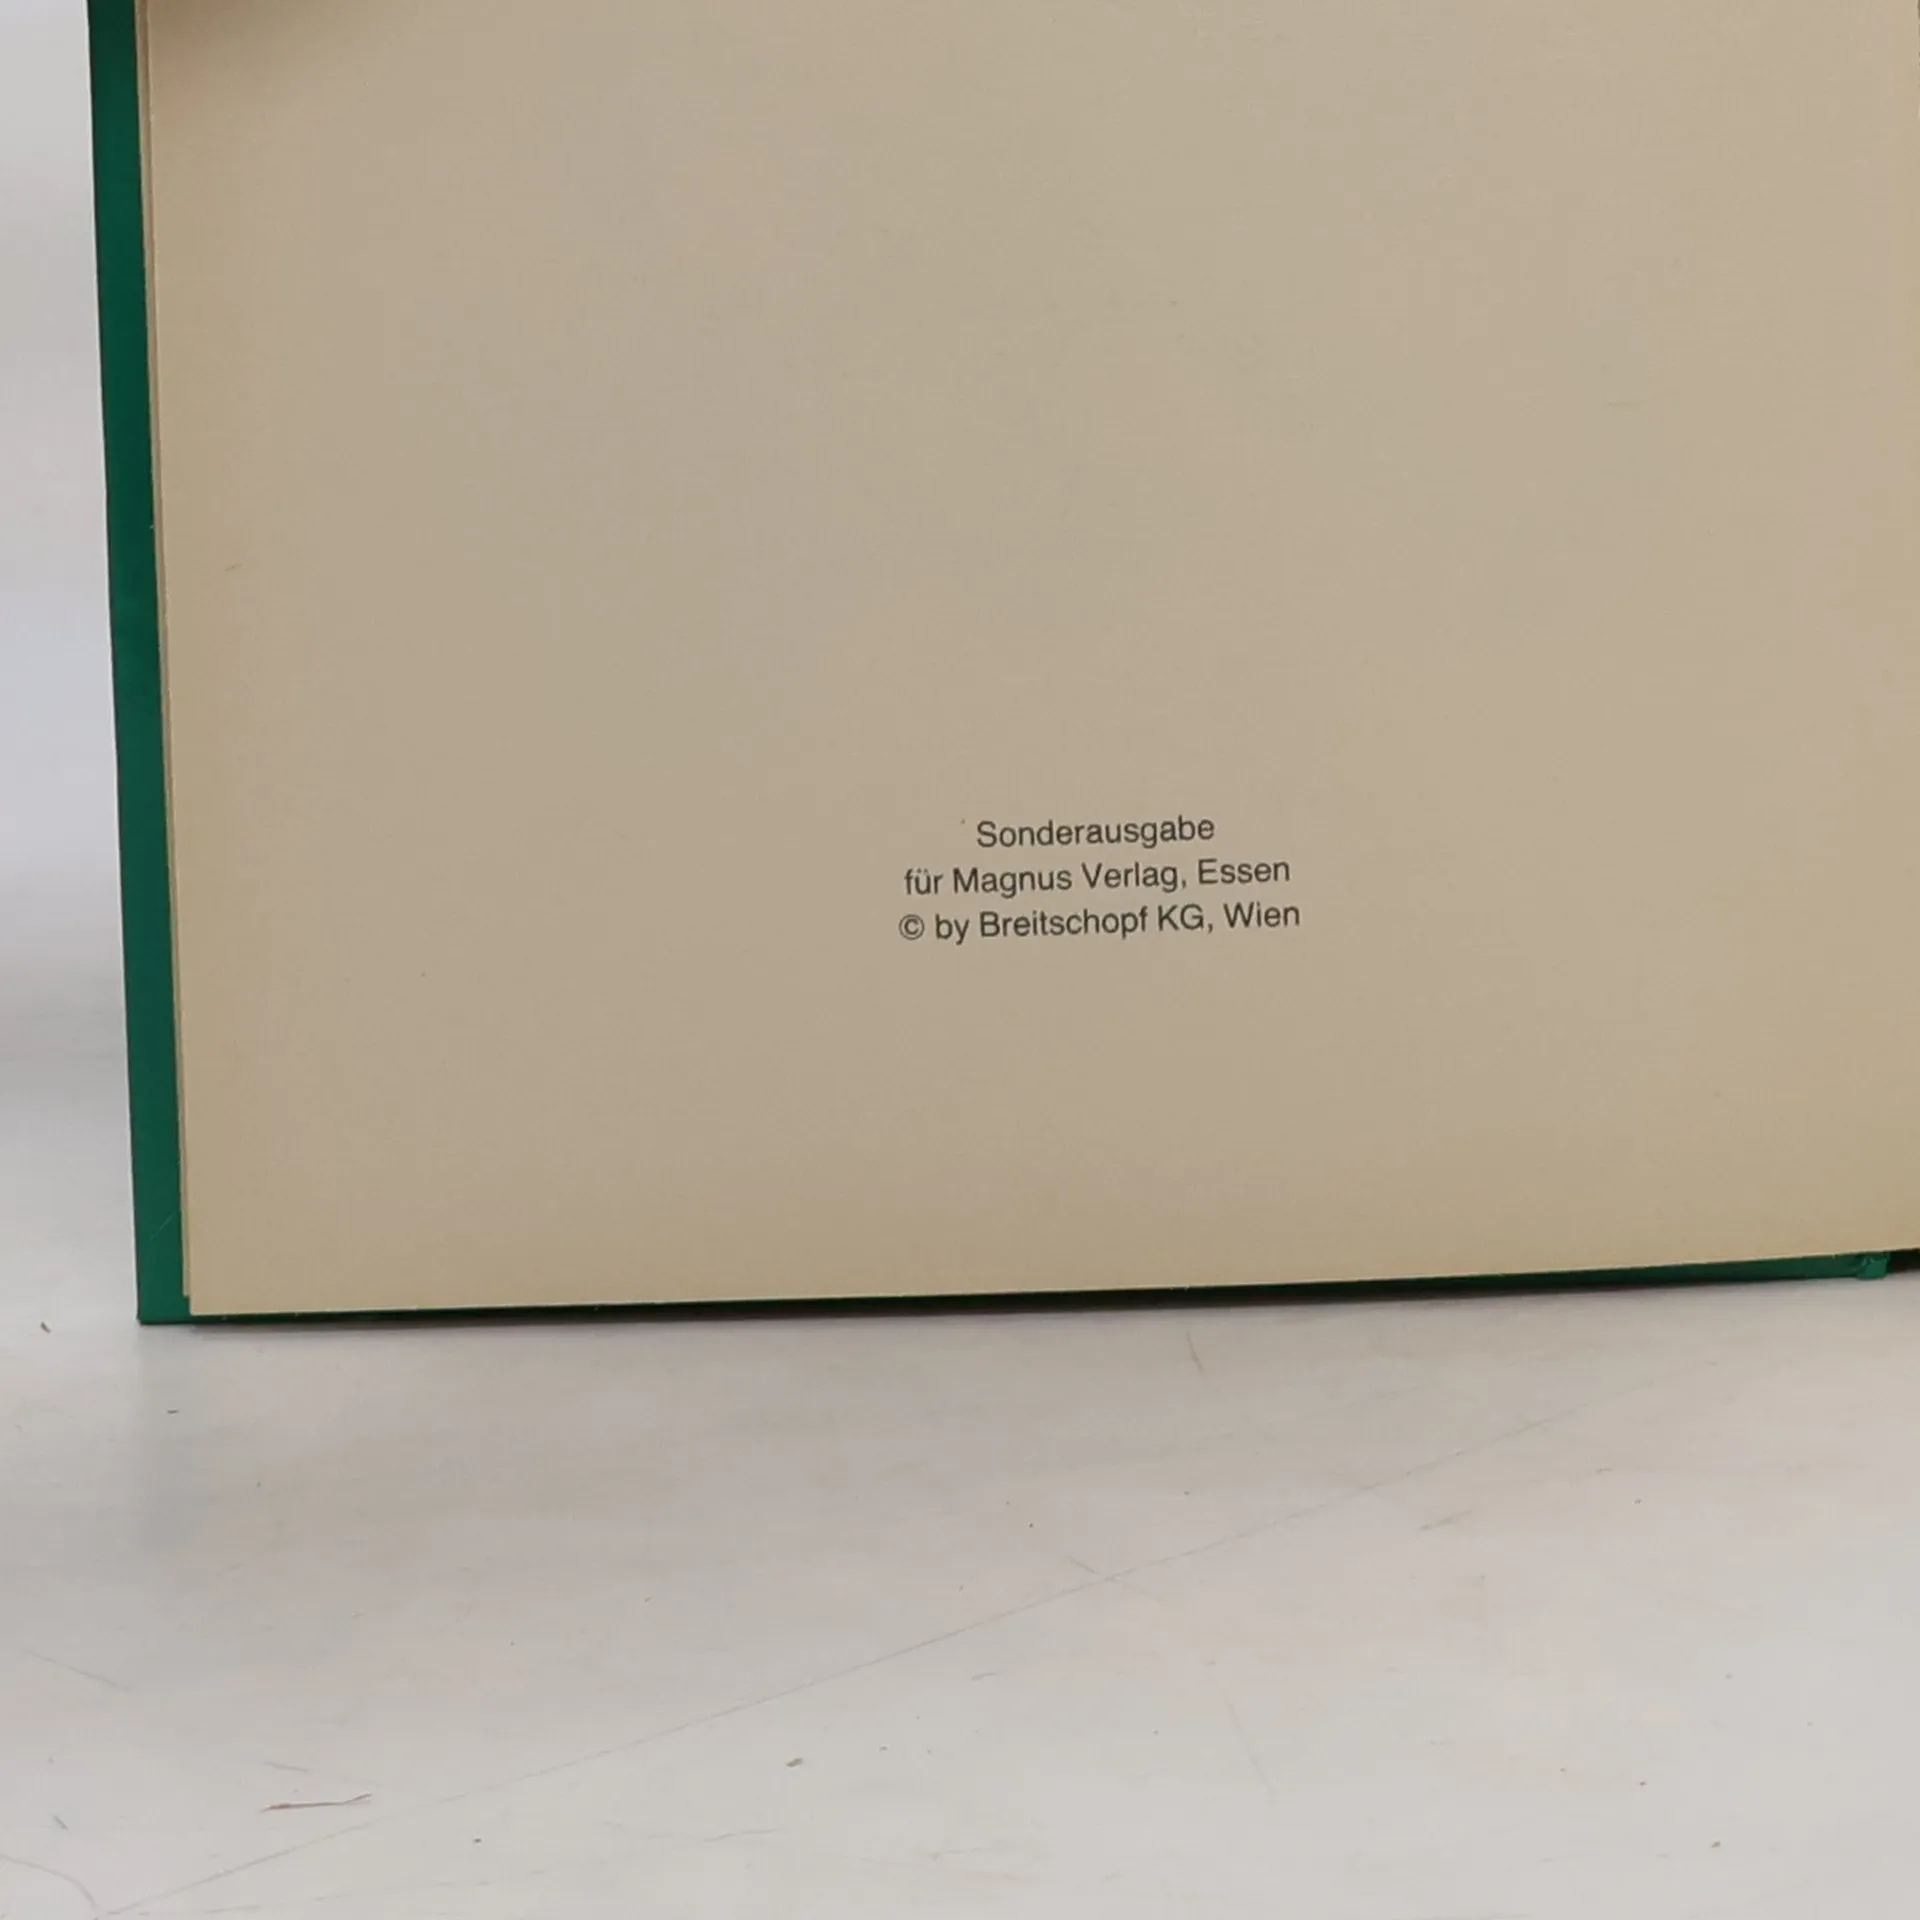 Sonderausgabe
für Magnus Verlag, Essen
© by Breitschopf KG, Wien